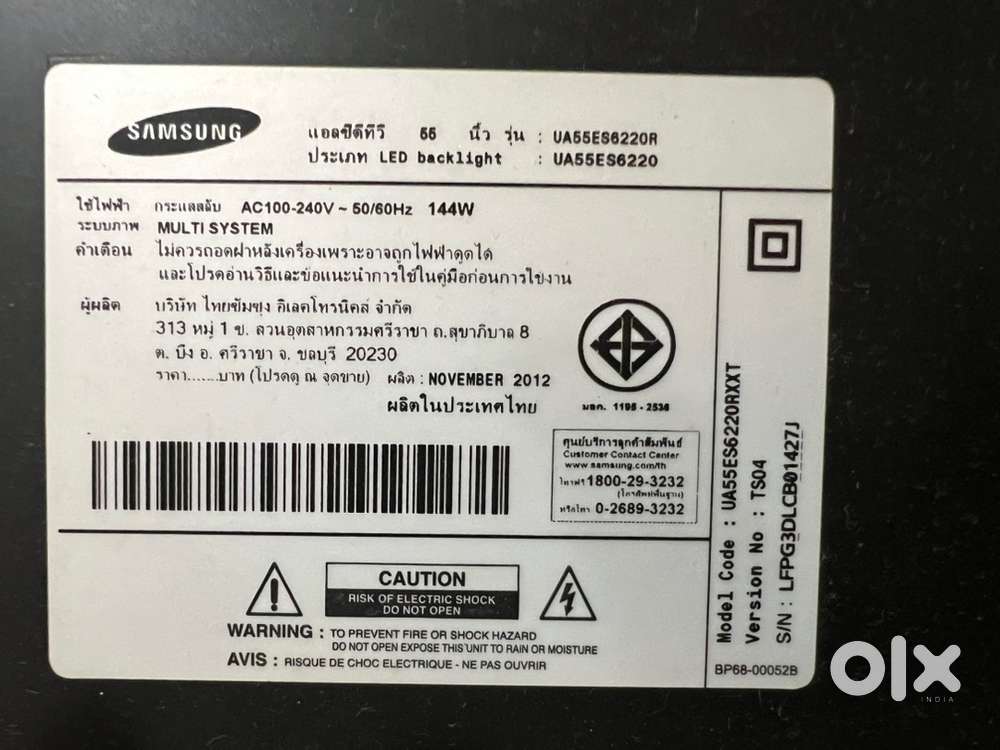 SAMSUNG
แอลซีดีทีวี 55 นิ้ว รุ่น : UA55ES6220R
ประเภท LED backlight : UA55ES6220
ใช้ไฟฟ้า กระแสสลับ AC100-240V ~ 50/60Hz 144W
ระบบภาพ MULTI SYSTEM
คำเตือน ไม่ควรถอดฝาหลังเครื่องเพราะอาจถูกไฟฟ้าดูดได้
และโปรดอ่านวิธีและข้อแนะนำการใช้ในคู่มือก่อนการใช้งาน
ผู้ผลิต บริษัท ไทยซัมซุง อิเลคโทรนิคส์ จำกัด
313 หมู่ 1 ข. สวนอุตสาหกรรมศรีราชา ถ.สุขาภิบาล 8
ต. บึง อ. ศรีราชา จ. ชลบุรี 20230
ราคา.......บาท (โปรดดู ณ จุดขาย) ผลิต : NOVEMBER 2012
ผลิตในประเทศไทย
มอก. 1195 - 2536
ศูนย์บริการลูกค้าสัมพันธ์
Customer Contact Center
www.samsung.com/th
โทรฟรี 1800-29-3232
(โทรศัพท์พื้นฐาน)
หรือโทร 0-2689-3232
CAUTION
RISK OF ELECTRIC SHOCK
DO NOT OPEN
WARNING : TO PREVENT FIRE OR SHOCK HAZARD
DO NOT OPEN EXPOSE THIS UNIT TO RAIN OR MOISTURE
AVIS : RISQUE DE CHOC ELECTRIQUE - NE PAS OUVRIR
Model Code : UA55ES6220RXXT
Version No : TS04
S/N : LFPG3DLCB01427J
BP68-00052B
olx
INDIA